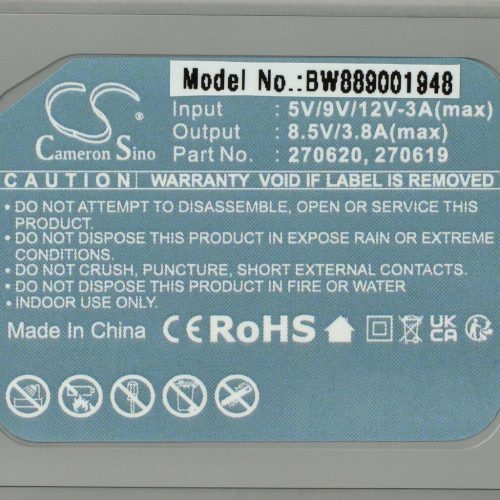 Model No.:BW889001948
Input : 5V/9V/12V-3A(max)
Output : 8.5V/3.8A(max)
Part No. : 270620, 270619
CS
Cameron Sino
CAUTION WARRANTY VOID IF LABEL IS REMOVED
• DO NOT ATTEMPT TO DISASSEMBLE, OPEN OR SERVICE THIS
PRODUCT.
• DO NOT DISPOSE THIS PRODUCT IN EXPOSE RAIN OR EXTREME
CONDITIONS.
• DO NOT CRUSH, PUNCTURE, SHORT EXTERNAL CONTACTS.
• DO NOT DISPOSE THIS PRODUCT IN FIRE OR WATER
• INDOOR USE ONLY.
Made In China CE RoHS UKCA